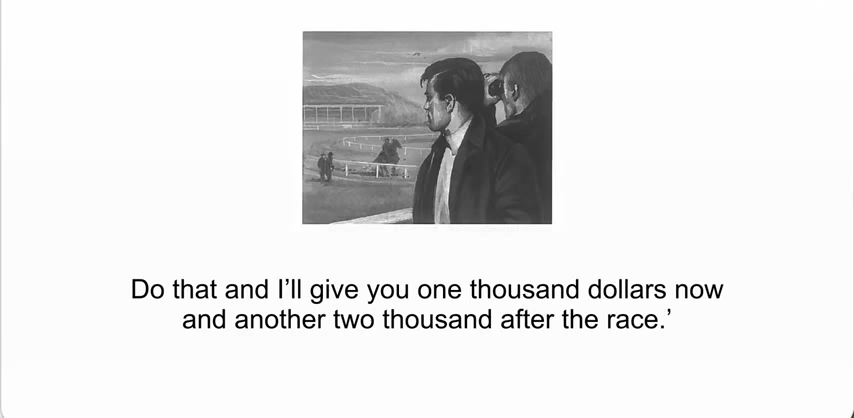 Do that and I’ll give you one thousand dollars now
and another two thousand after the race.’